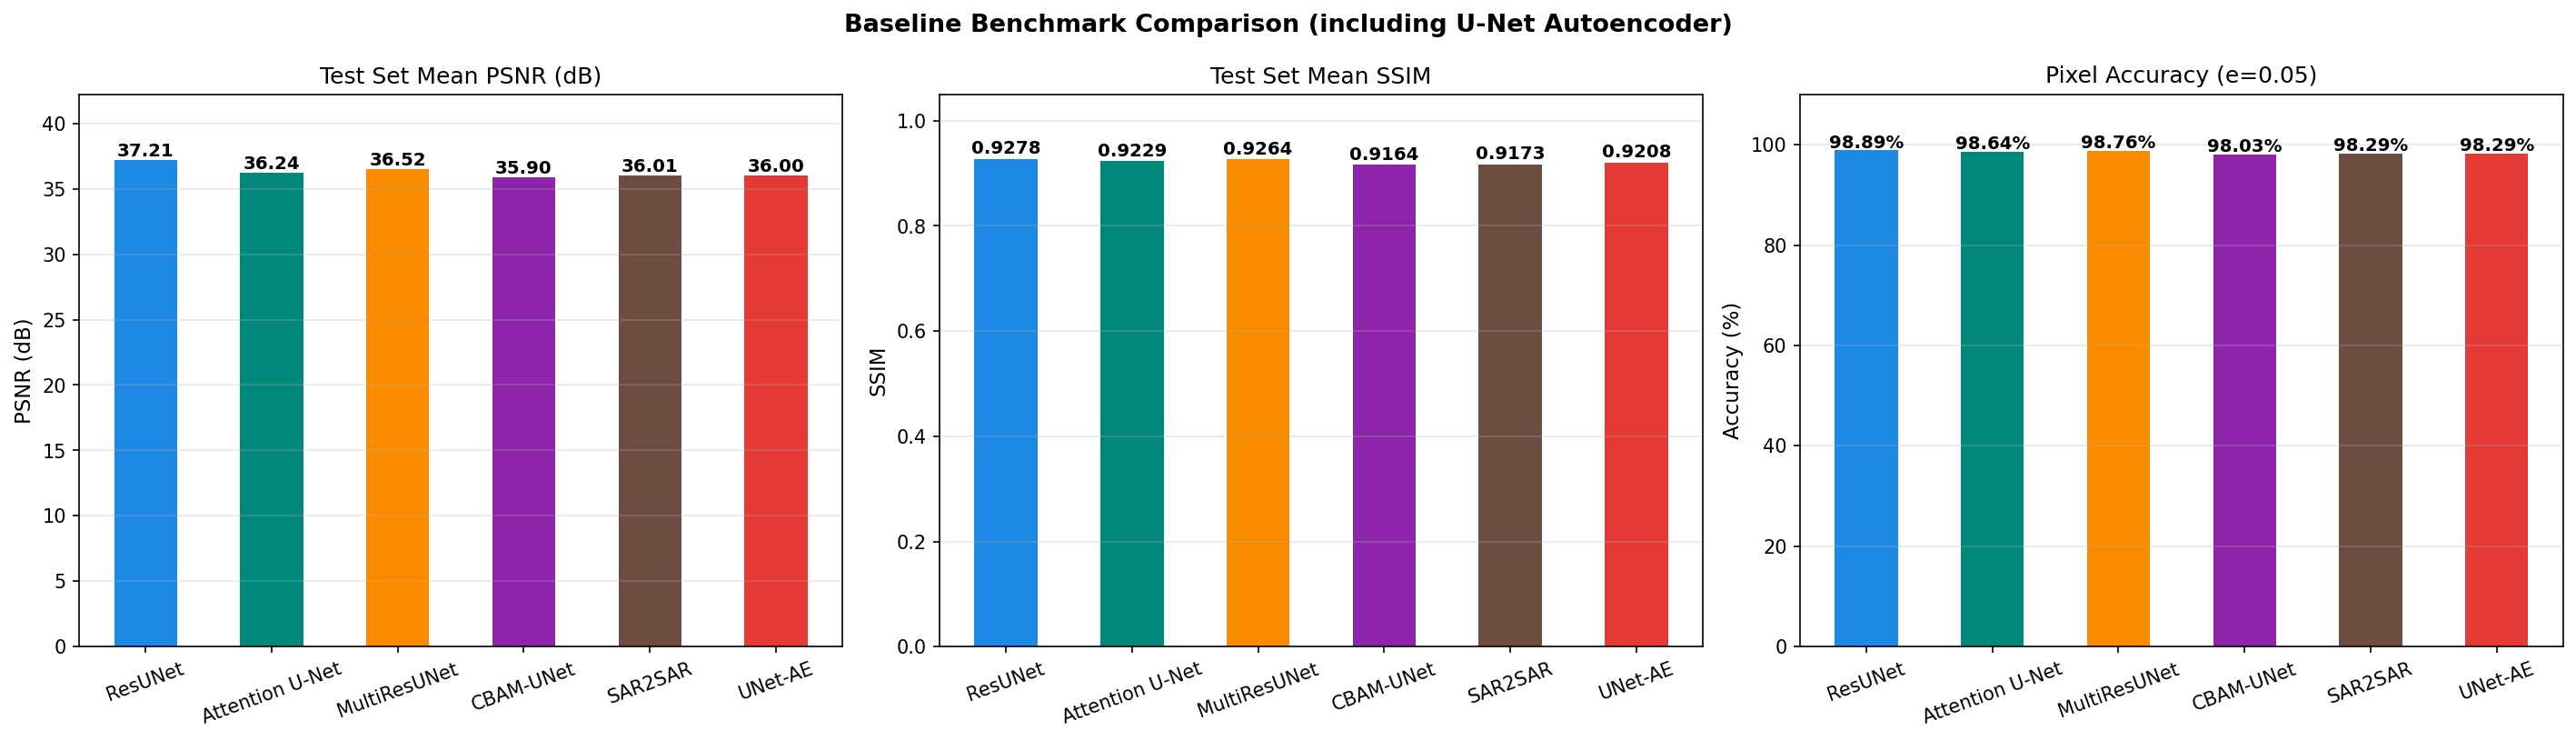 Baseline Benchmark Comparison (including U-Net Autoencoder)
Test Set Mean PSNR (dB)
PSNR (dB)
40
35
30
25
20
15
10
5
0
37.21
36.24
36.52
35.90
36.01
36.00
ResUNet
Attention U-Net
MultiResUNet
CBAM-UNet
SAR2SAR
UNet-AE
Test Set Mean SSIM
SSIM
1.0
0.8
0.6
0.4
0.2
0.0
0.9278
0.9229
0.9264
0.9164
0.9173
0.9208
ResUNet
Attention U-Net
MultiResUNet
CBAM-UNet
SAR2SAR
UNet-AE
Pixel Accuracy (e=0.05)
Accuracy (%)
100
80
60
40
20
0
98.89%
98.64%
98.76%
98.03%
98.29%
98.29%
ResUNet
Attention U-Net
MultiResUNet
CBAM-UNet
SAR2SAR
UNet-AE